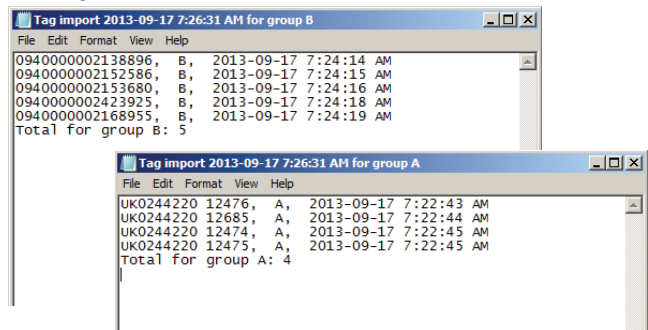 Tag import 2013-09-17 7:26:31 AM for group B
File Edit Format View Help
0940000002138896, B, 2013-09-17 7:24:14 AM
0940000002152586, B, 2013-09-17 7:24:15 AM
0940000002153680, B, 2013-09-17 7:24:16 AM
0940000002423925, B, 2013-09-17 7:24:18 AM
0940000002168955, B, 2013-09-17 7:24:19 AM
Total for group B: 5
Tag import 2013-09-17 7:26:31 AM for group A
File Edit Format View Help
UK0244220 12476, A, 2013-09-17 7:22:43 AM
UK0244220 12685, A, 2013-09-17 7:22:44 AM
UK0244220 12474, A, 2013-09-17 7:22:45 AM
UK0244220 12475, A, 2013-09-17 7:22:45 AM
Total for group A: 4